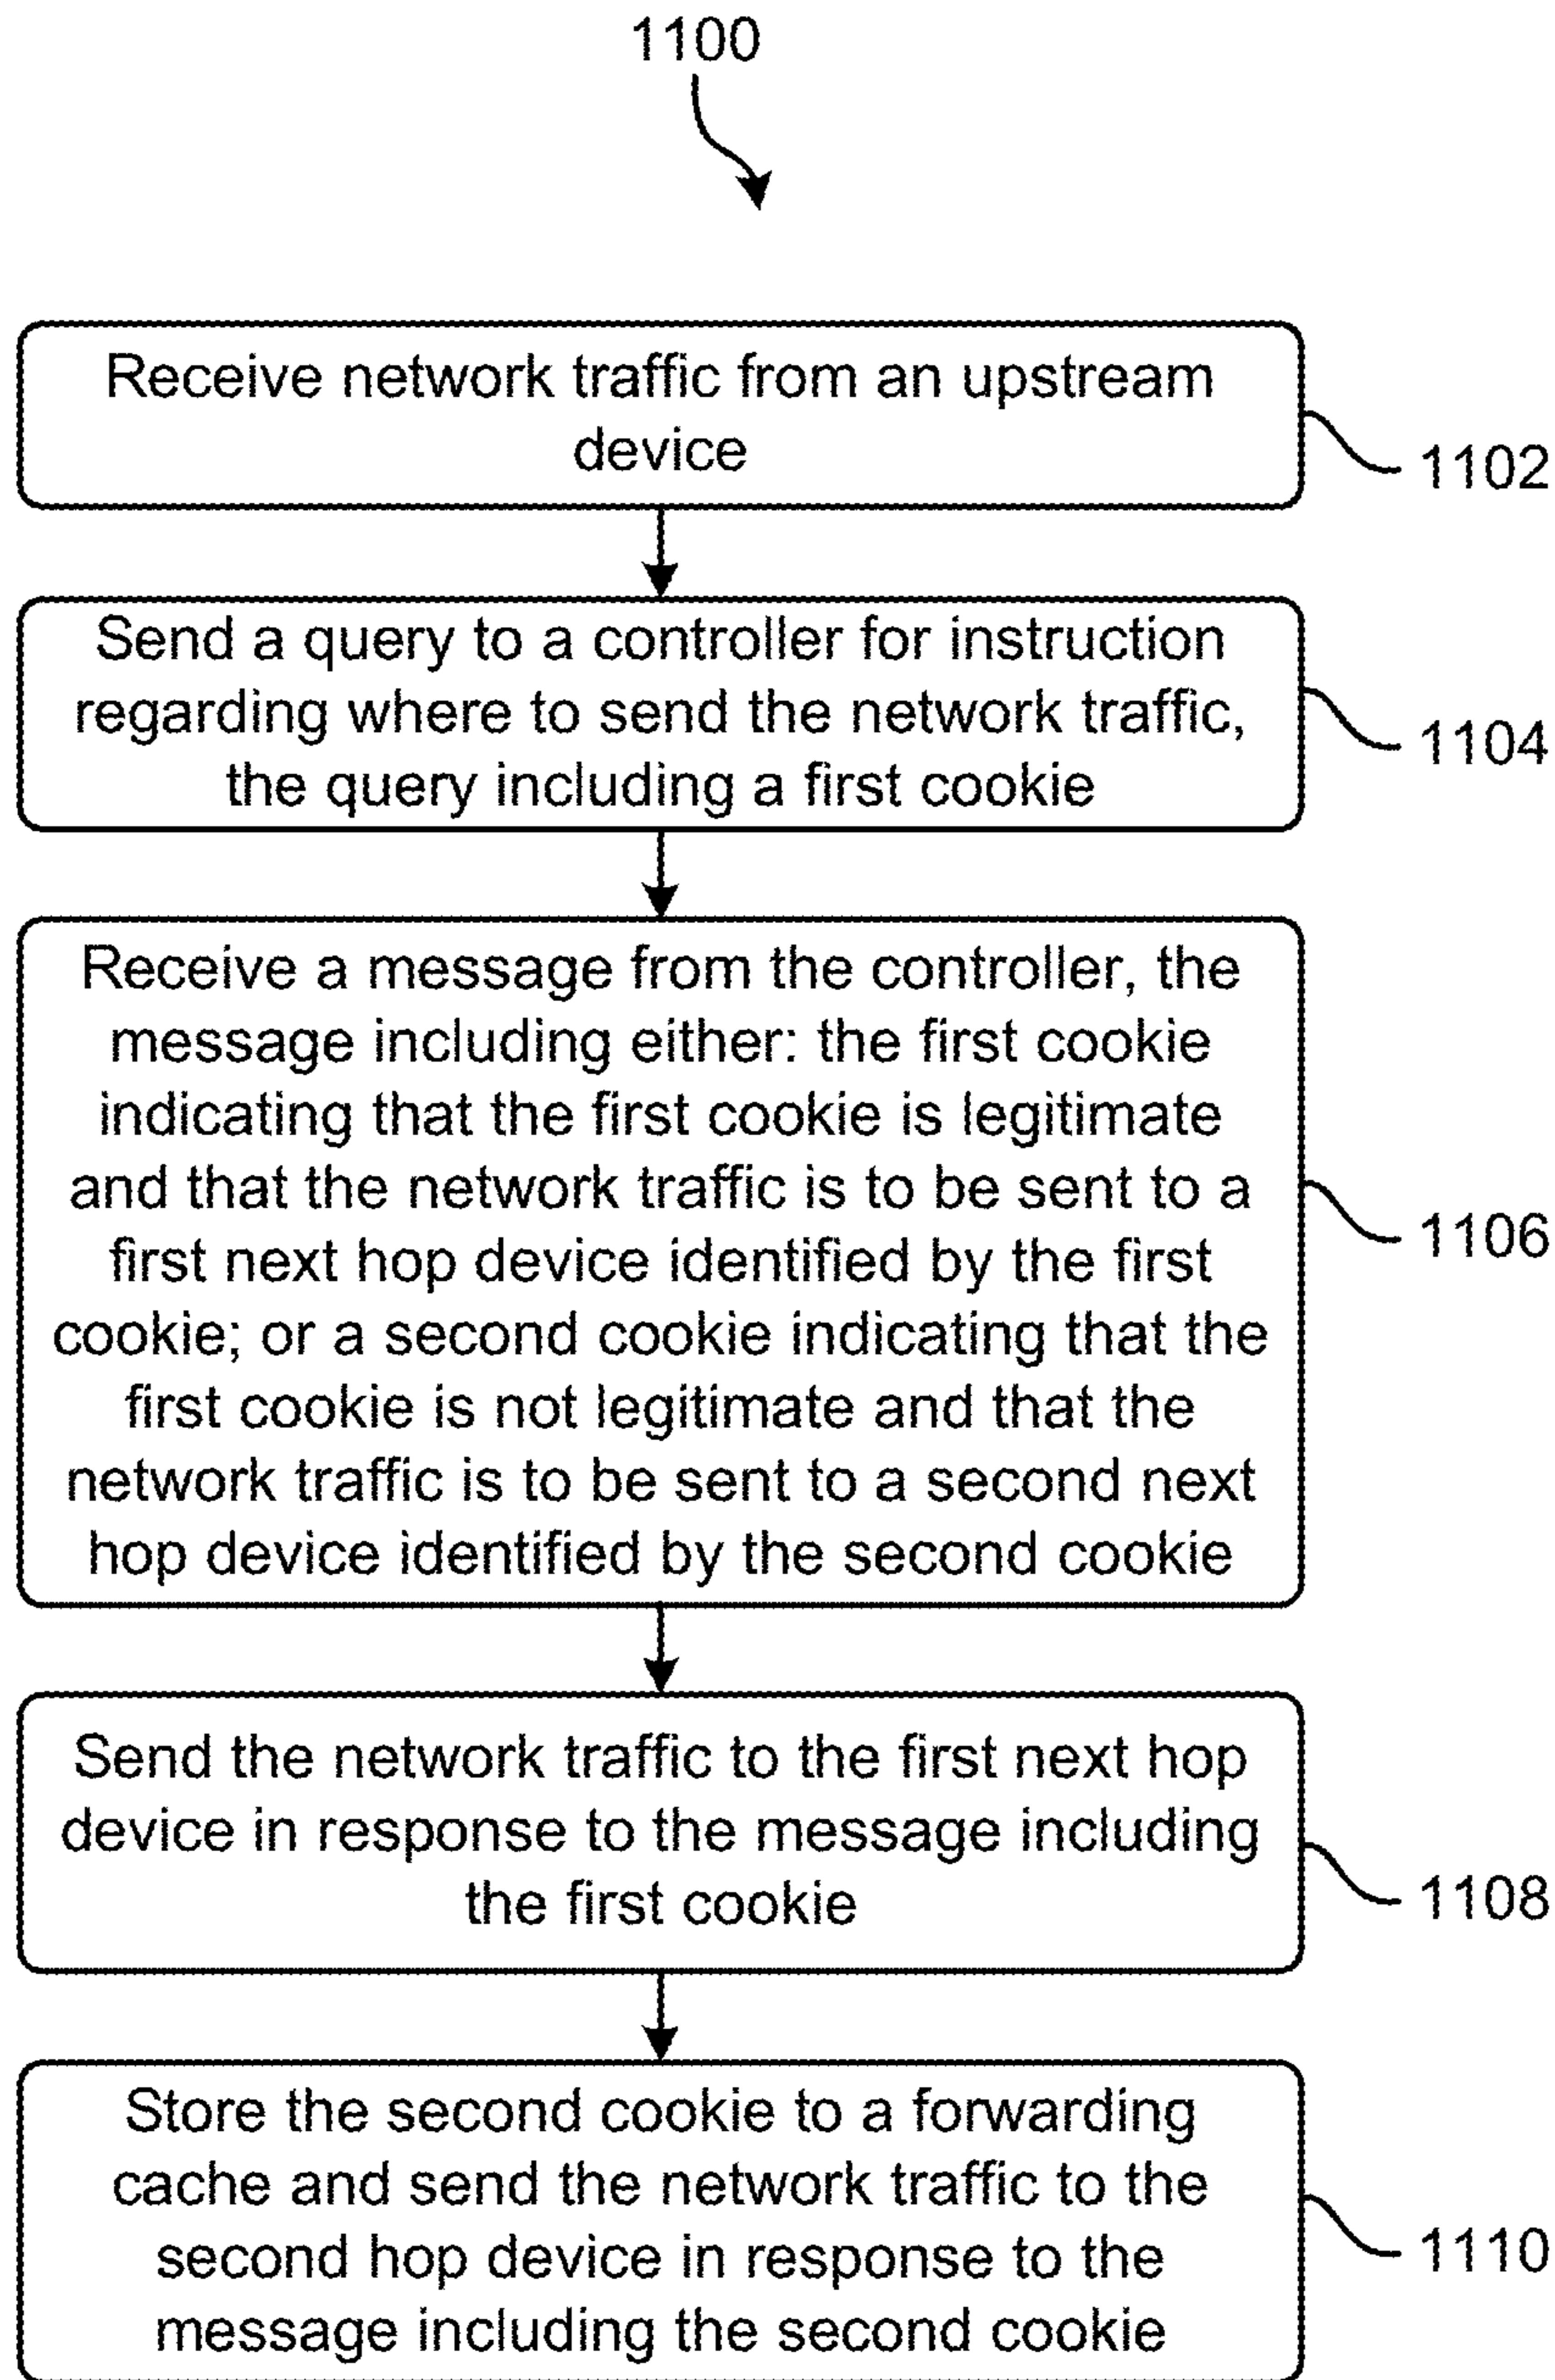 1100
Receive network traffic from an upstream
device
1102
Send a query to a controller for instruction
regarding where to send the network traffic,
the query including a first cookie
1104
Receive a message from the controller, the
message including either: the first cookie
indicating that the first cookie is legitimate
and that the network traffic is to be sent to a
first next hop device identified by the first
cookie; or a second cookie indicating that the
first cookie is not legitimate and that the
network traffic is to be sent to a second next
hop device identified by the second cookie
1106
Send the network traffic to the first next hop
device in response to the message including
the first cookie
1108
Store the second cookie to a forwarding
cache and send the network traffic to the
second hop device in response to the
message including the second cookie
1110